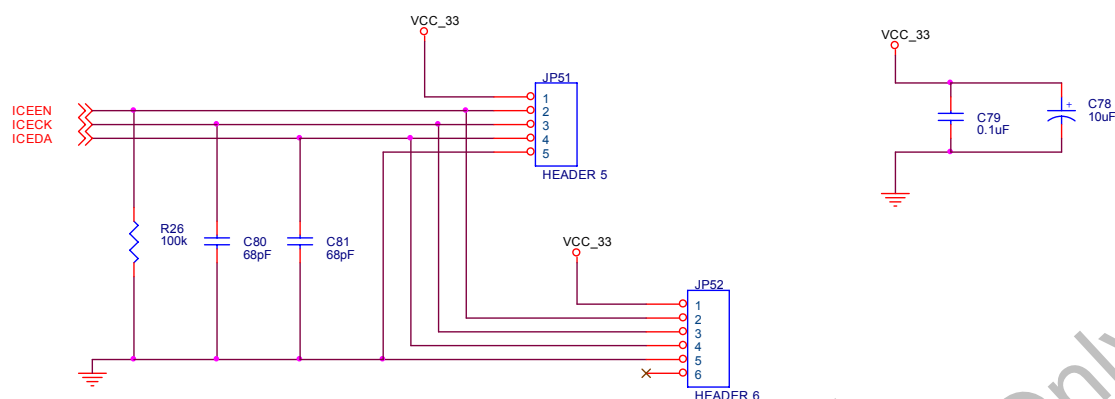 VCC_33
VCC_33
JP51
1
2
3
4
5
HEADER 5
ICEEN
ICECK
ICEDA
C79
0.1uF
+
C78
10uF
R26
100k
C80
68pF
C81
68pF
VCC_33
JP52
1
2
3
4
5
6
HEADER 6
Only